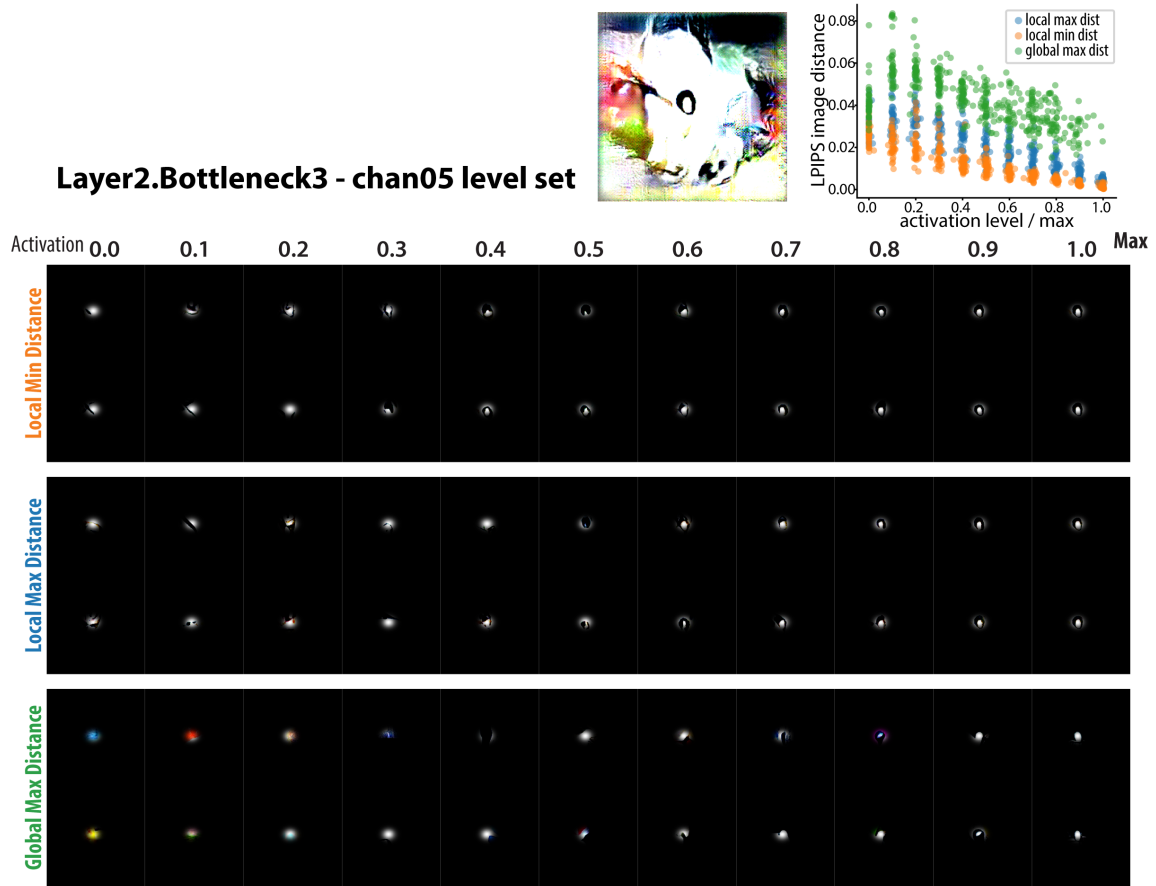 Layer2.Bottleneck3 - chan05 level set
LPIPS image distance
0.08
0.06
0.04
0.02
0.00
local max dist
local min dist
global max dist
0.0 0.2 0.4 0.6 0.8 1.0
activation level / max
Activation 0.0 0.1 0.2 0.3 0.4 0.5 0.6 0.7 0.8 0.9 1.0 Max
Local Min Distance
Local Max Distance
Global Max Distance